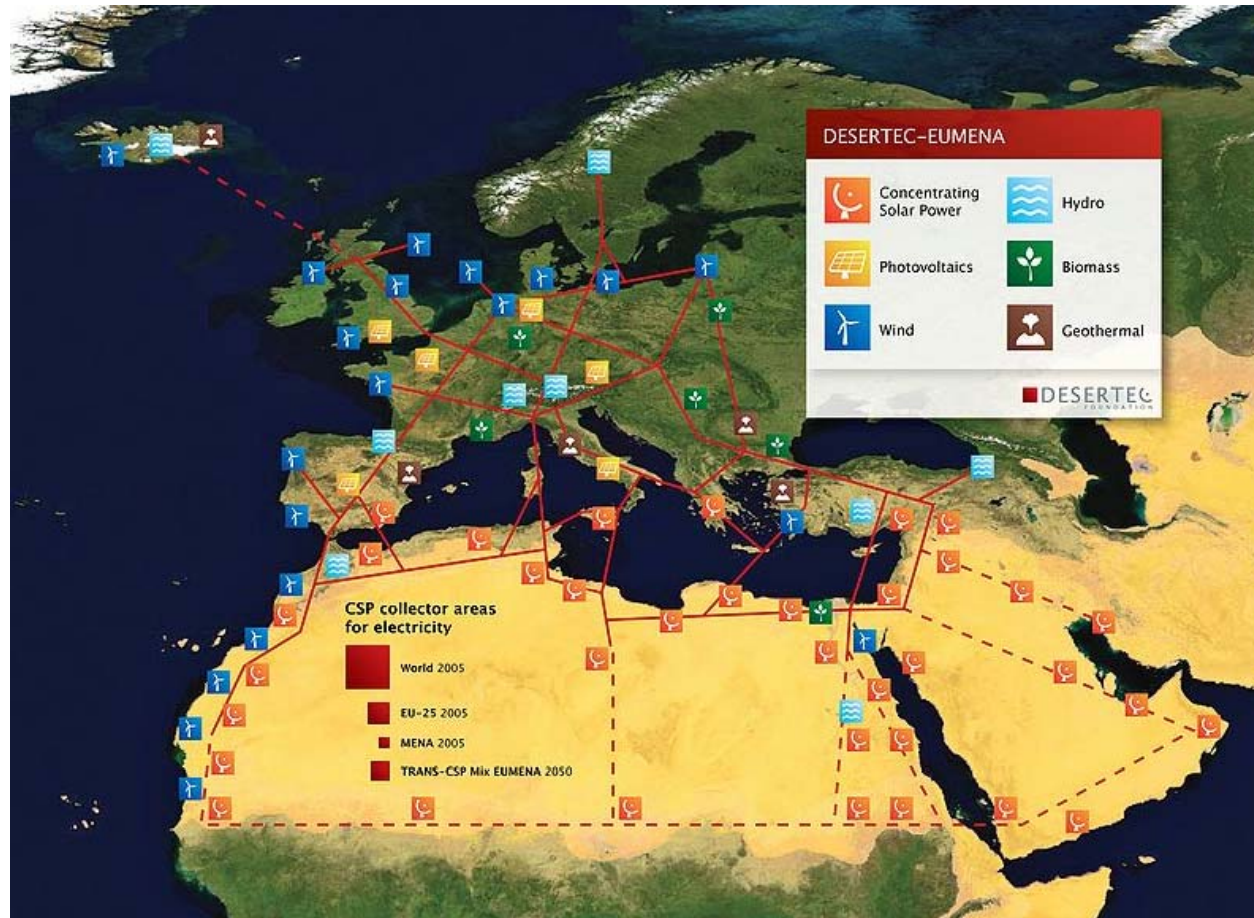 DESERTEC-EUMENA
Concentrating
Solar Power
Hydro
Photovoltaics
Biomass
Wind
Geothermal
DESERTEC
FOUNDATION
CSP collector areas
for electricity
World 2005
EU-25 2005
MENA 2005
TRANS-CSP Mix EUMENA 2050